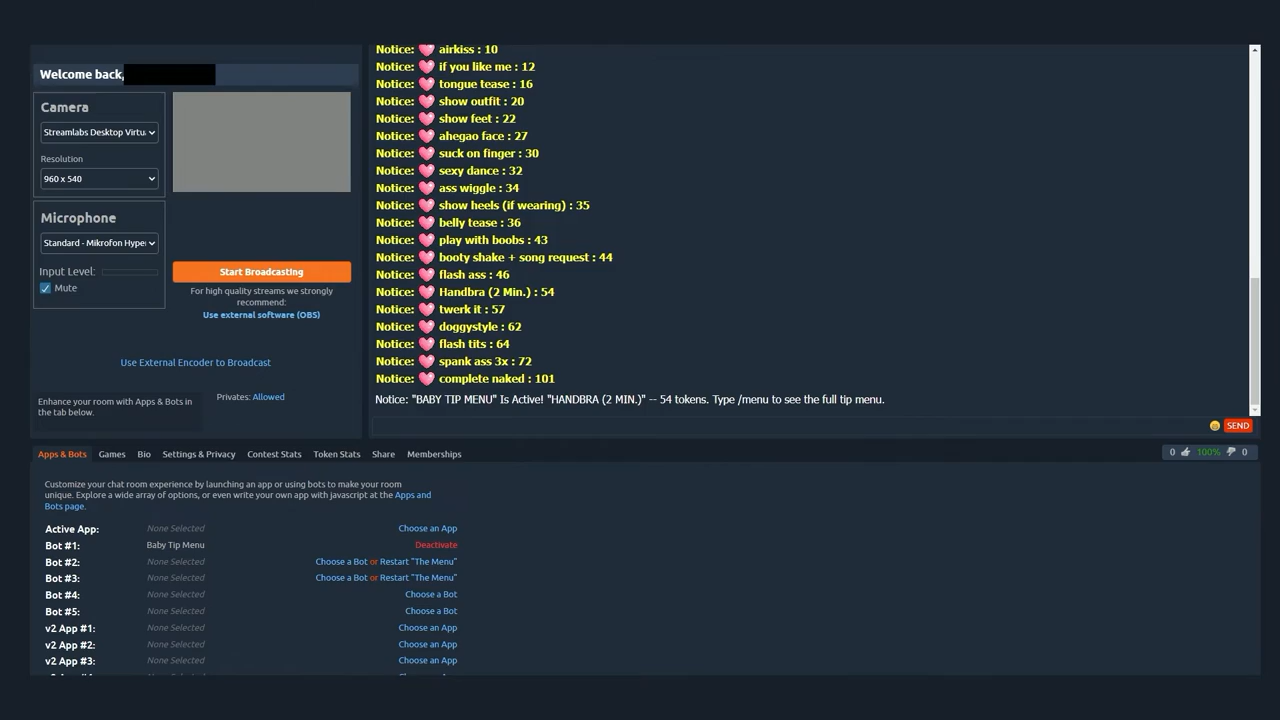 Welcome back,
Camera
Streamlabs Desktop Virtu
Resolution
960 x 540
Microphone
Standard - Mikrofon Hyper
Input Level:
Mute
Start Broadcasting
For high quality streams we strongly
recommend:
Use external software (OBS)
Use External Encoder to Broadcast
Enhance your room with Apps & Bots in
the tab below.
Privates: Allowed
Notice: airkiss : 10
Notice: if you like me : 12
Notice: tongue tease : 16
Notice: show outfit : 20
Notice: show feet : 22
Notice: ahegao face : 27
Notice: suck on finger : 30
Notice: sexy dance : 32
Notice: ass wiggle : 34
Notice: show heels (if wearing) : 35
Notice: belly tease : 36
Notice: play with boobs : 43
Notice: booty shake + song request : 44
Notice: flash ass : 46
Notice: Handbra (2 Min.) : 54
Notice: twerk it : 57
Notice: doggystyle : 62
Notice: flash tits : 64
Notice: spank ass 3x : 72
Notice: complete naked : 101
Notice: "BABY TIP MENU" Is Active! "HANDBRA (2 MIN.)" -- 54 tokens. Type /menu to see the full tip menu.
SEND
Apps & Bots Games Bio Settings & Privacy Contest Stats Token Stats Share Memberships
0 100% 0
Customize your chat room experience by launching an app or using bots to make your room
unique. Explore a wide array of options, or even write your own app with javascript at the Apps and
Bots page.
Active App: None Selected Choose an App
Bot #1: Baby Tip Menu Deactivate
Bot #2: None Selected Choose a Bot or Restart "The Menu"
Bot #3: None Selected Choose a Bot or Restart "The Menu"
Bot #4: None Selected Choose a Bot
Bot #5: None Selected Choose a Bot
v2 App #1: None Selected Choose an App
v2 App #2: None Selected Choose an App
v2 App #3: None Selected Choose an App